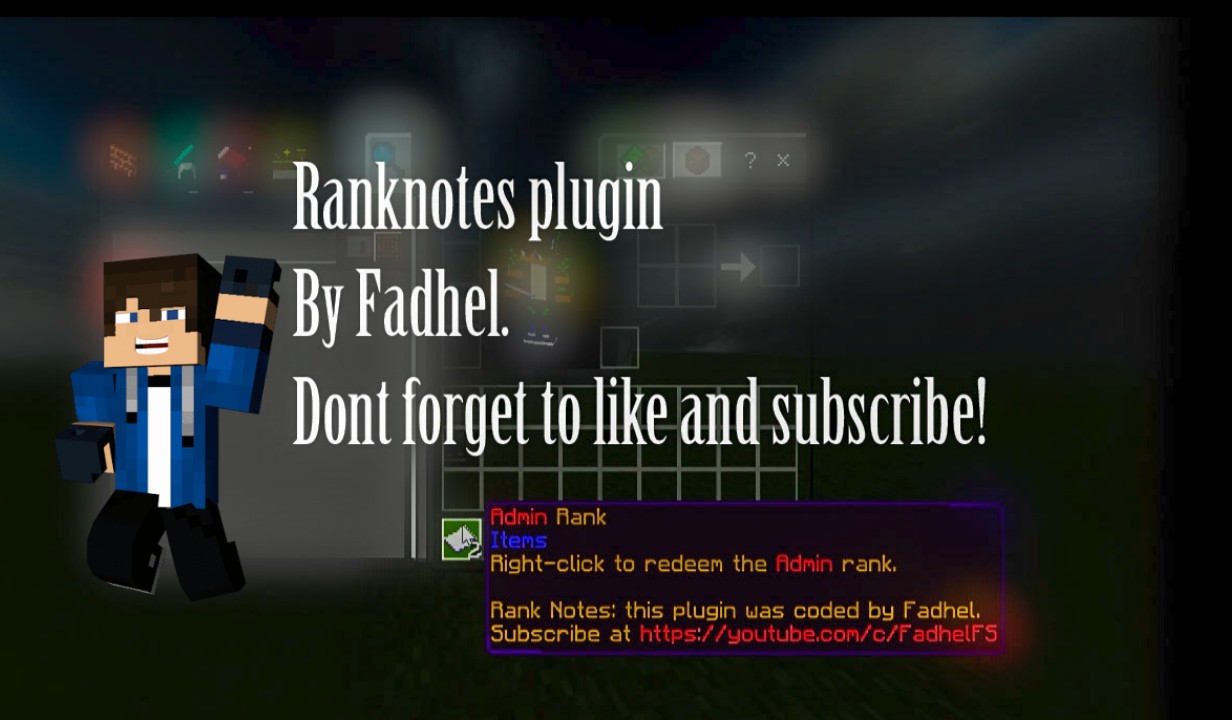 Ranknotes plugin
By Fadhel.
Dont forget to like and subscribe!
Admin Rank
Items
Right-click to redeem the Admin rank.
Rank Notes: this plugin was coded by Fadhel.
Subscribe at https://youtube.com/c/FadhelFS
2
?